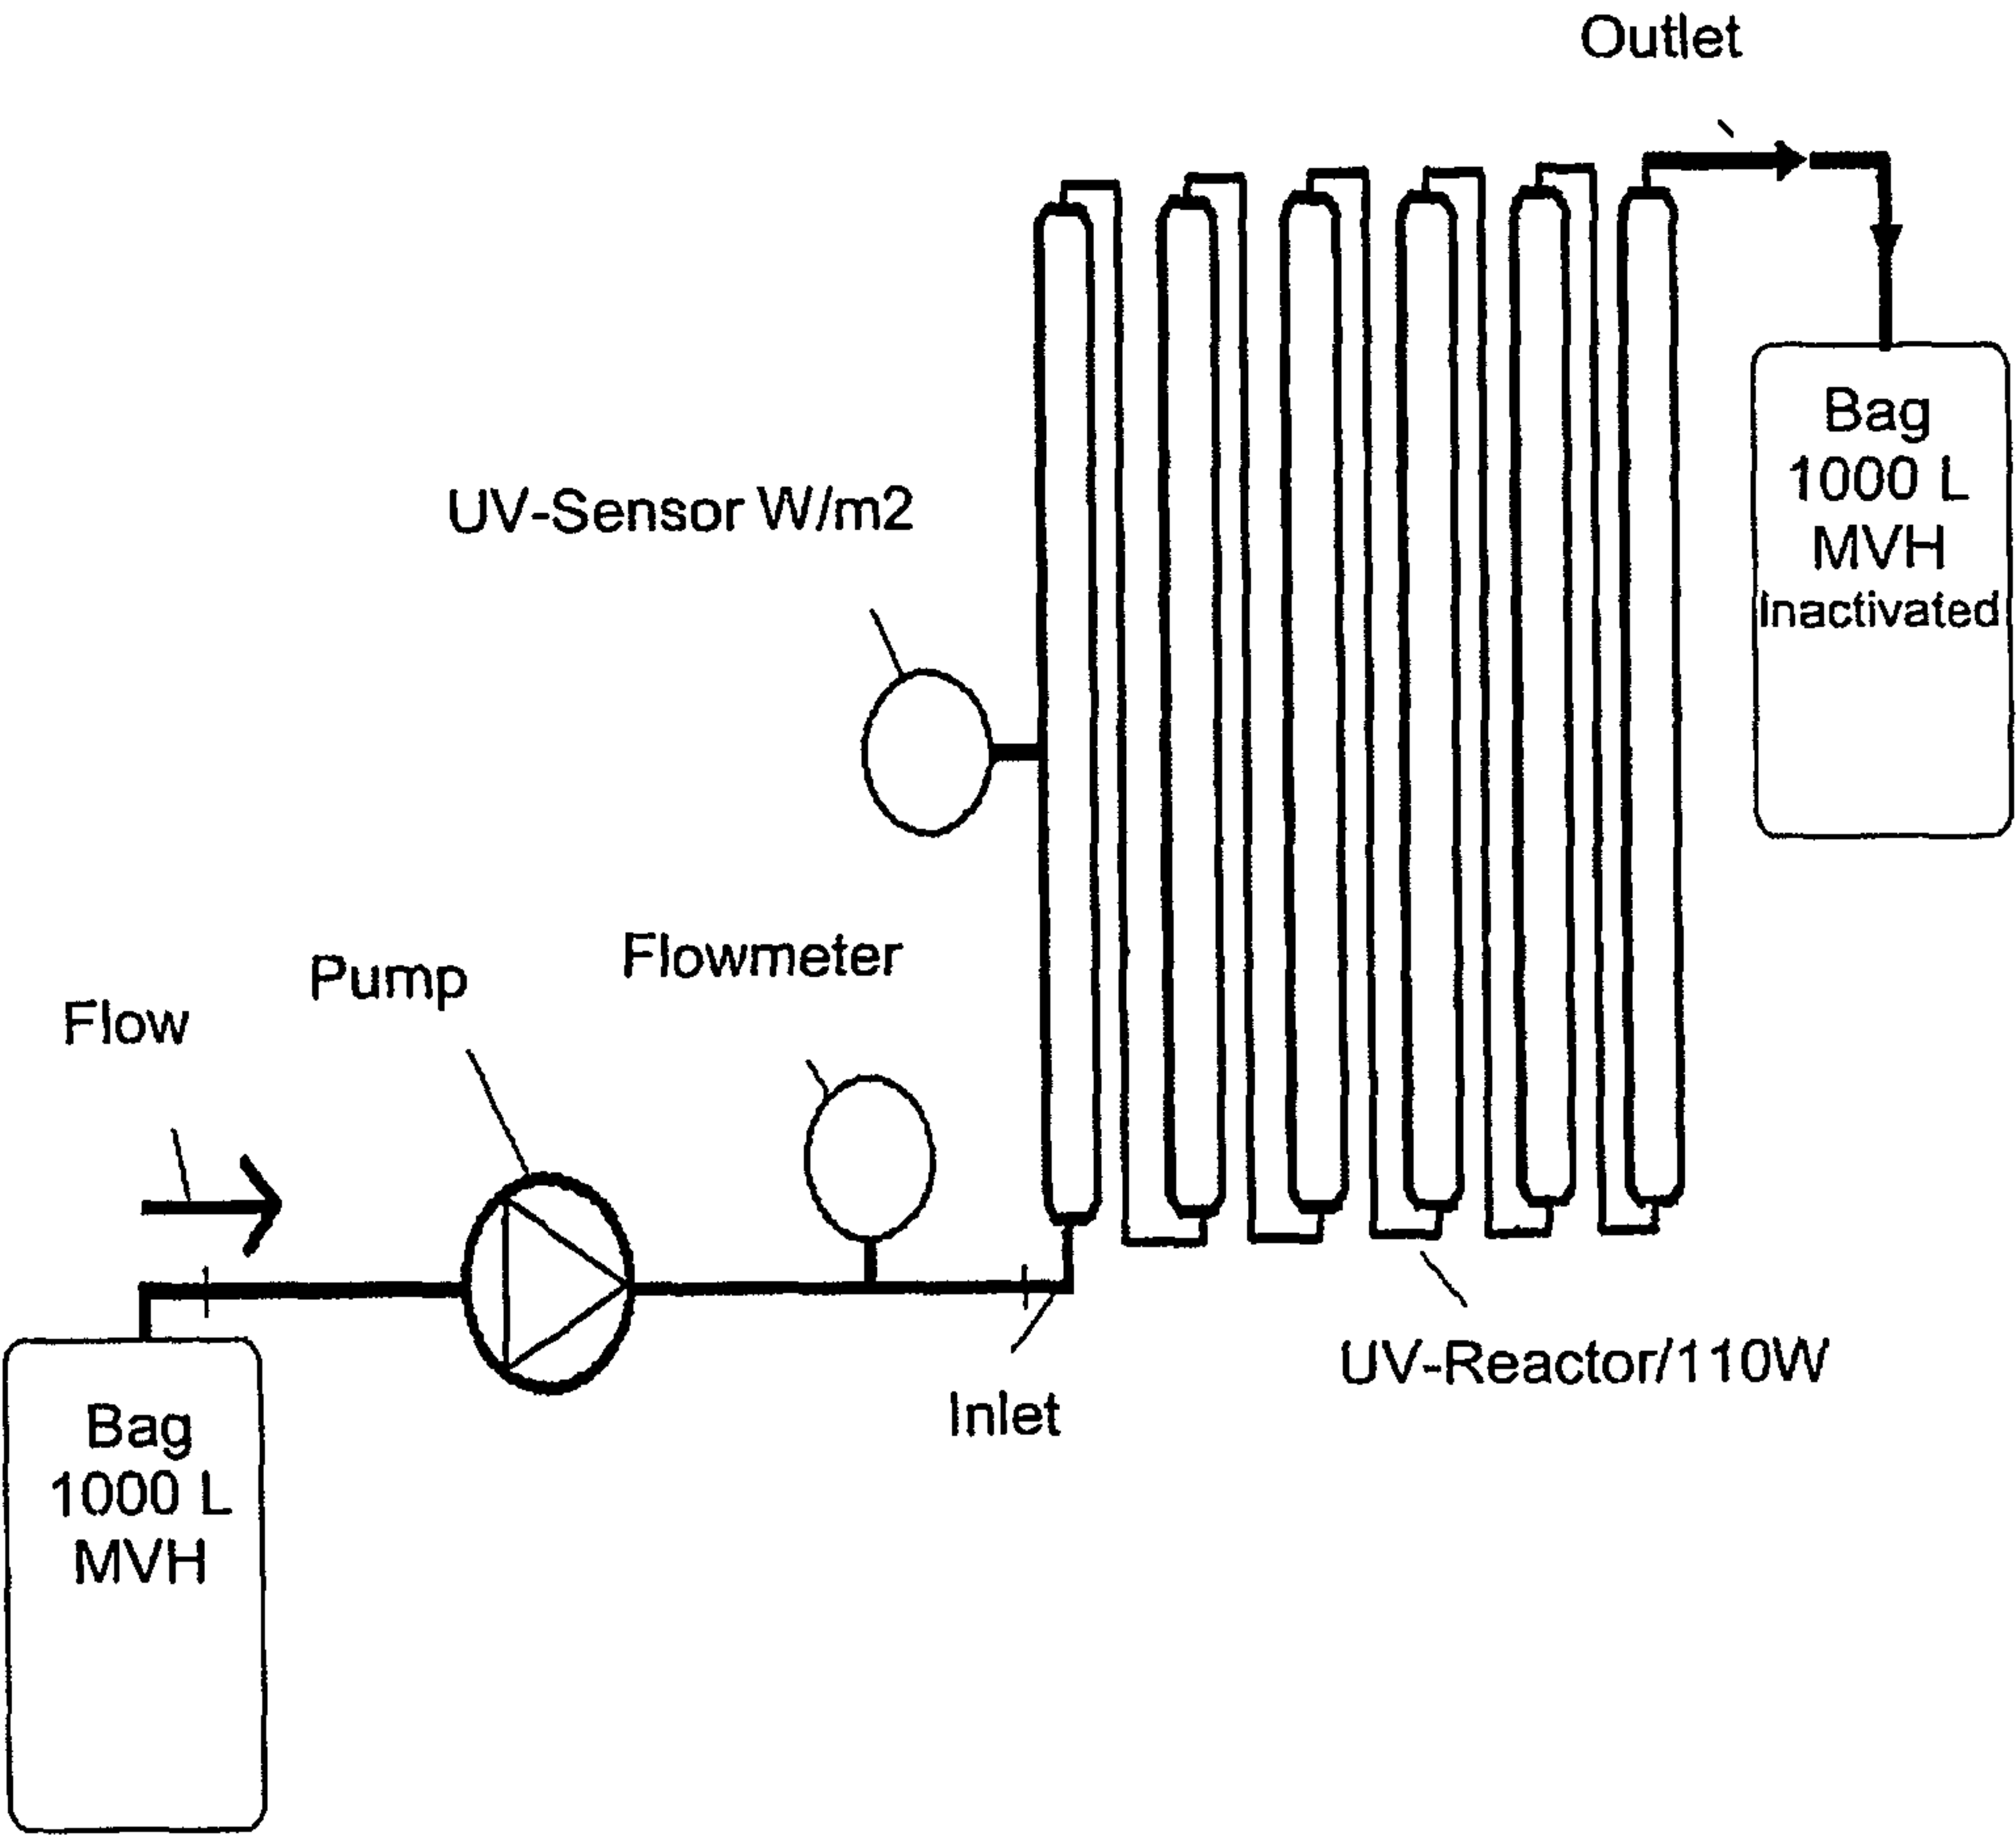 Outlet
Bag
1000 L
MVH
Inactivated
UV-Sensor W/m2
Flowmeter
Pump
Flow
UV-Reactor/110W
Inlet
Bag
1000 L
MVH